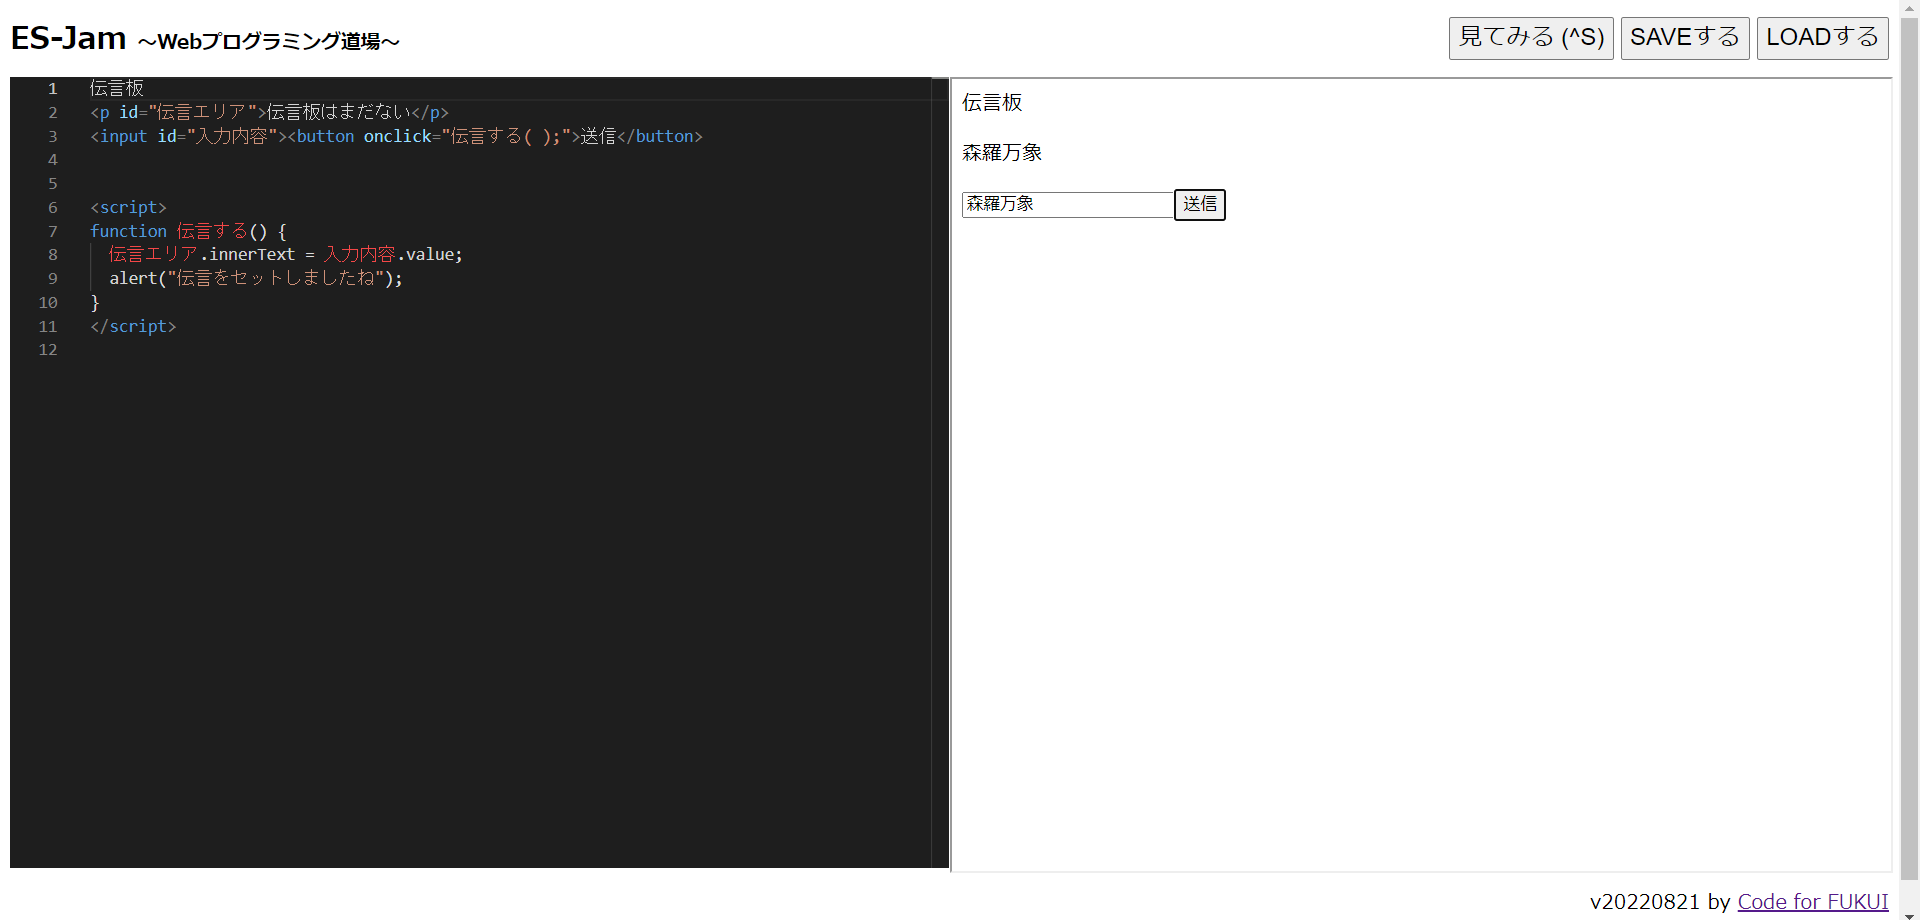 ES-Jam ～Webプログラミング道場～
見てみる (^S) SAVEする LOADする
1 伝言板
2 <p id="伝言エリア">伝言板はまだない</p>
3 <input id="入力内容"><button onclick="伝言する( );">送信</button>
4
5
6 <script>
7 function 伝言する() {
8 伝言エリア.innerText = 入力内容.value;
9 alert("伝言をセットしましたね");
10 }
11 </script>
12
伝言板
森羅万象
森羅万象 送信
v20220821 by Code for FUKUI